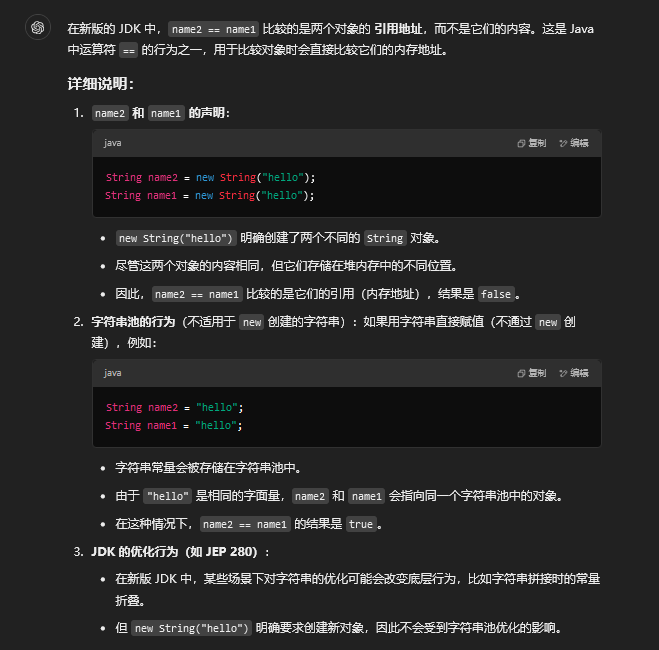 在新版的 JDK 中，name2 == name1 比较的是两个对象的 引用地址，而不是它们的内容。这是 Java
中运算符 == 的行为之一，用于比较对象时会直接比较它们的内存地址。
详细说明：
1. name2 和 name1 的声明：
java 复制 编辑
String name2 = new String("hello");
String name1 = new String("hello");
• new String("hello") 明确创建了两个不同的 String 对象。
• 尽管这两个对象的内容相同，但它们存储在堆内存中的不同位置。
• 因此，name2 == name1 比较的是它们的引用（内存地址），结果是 false。
2. 字符串池的行为（不适用于 new 创建的字符串）：如果用字符串直接赋值（不通过 new 创
建），例如：
java 复制 编辑
String name2 = "hello";
String name1 = "hello";
• 字符串常量会被存储在字符串池中。
• 由于 "hello" 是相同的字面量，name2 和 name1 会指向同一个字符串池中的对象。
• 在这种情况下，name2 == name1 的结果是 true。
3. JDK 的优化行为（如 JEP 280）：
• 在新版 JDK 中，某些场景下对字符串的优化可能会改变底层行为，比如字符串拼接时的常量
折叠。
• 但 new String("hello") 明确要求创建新对象，因此不会受到字符串池优化的影响。